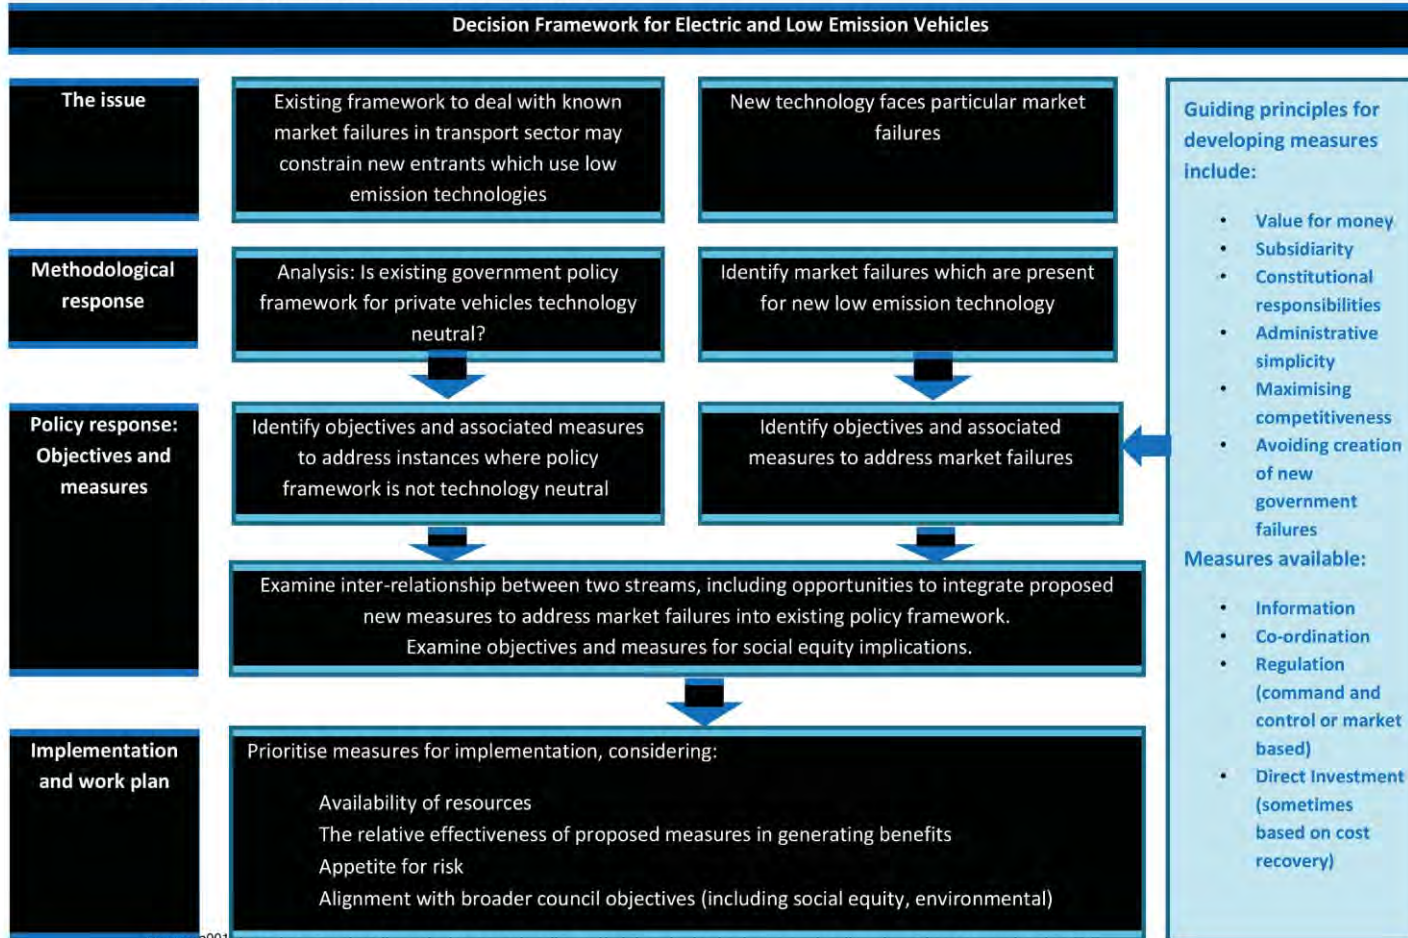 Decision Framework for Electric and Low Emission Vehicles
The issue
Existing framework to deal with known
market failures in transport sector may
constrain new entrants which use low
emission technologies
New technology faces particular market
failures
Methodological
response
Analysis: Is existing government policy
framework for private vehicles technology
neutral?
Identify market failures which are present
for new low emission technology
Policy response:
Objectives and
measures
Identify objectives and associated measures
to address instances where policy
framework is not technology neutral
Identify objectives and associated
measures to address market failures
Examine inter-relationship between two streams, including opportunities to integrate proposed
new measures to address market failures into existing policy framework.
Examine objectives and measures for social equity implications.
Implementation
and work plan
Prioritise measures for implementation, considering:
Availability of resources
The relative effectiveness of proposed measures in generating benefits
Appetite for risk
Alignment with broader council objectives (including social equity, environmental)
Guiding principles for
developing measures
include:
• Value for money
• Subsidiarity
• Constitutional
responsibilities
• Administrative
simplicity
• Maximising
competitiveness
• Avoiding creation
of new
government
failures
Measures available:
• Information
• Co-ordination
• Regulation
(command and
control or market
based)
• Direct Investment
(sometimes
based on cost
recovery)